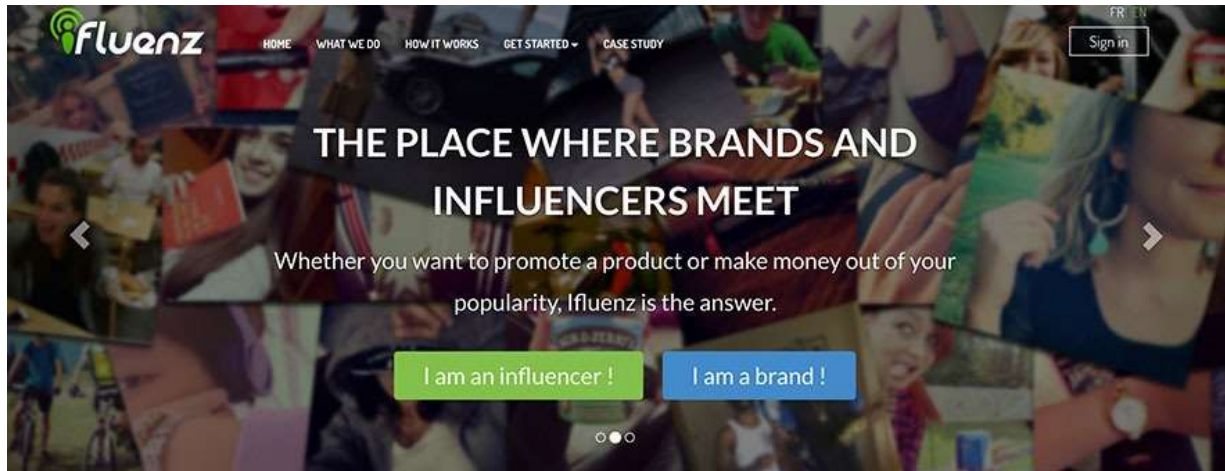 ifluenz
FR EN
HOME WHAT WE DO HOW IT WORKS GET STARTED CASE STUDY
Sign in
THE PLACE WHERE BRANDS AND
INFLUENCERS MEET
Whether you want to promote a product or make money out of your
popularity, Ifluenz is the answer.
BEN & JERRY'S
I am an influencer !
I am a brand !